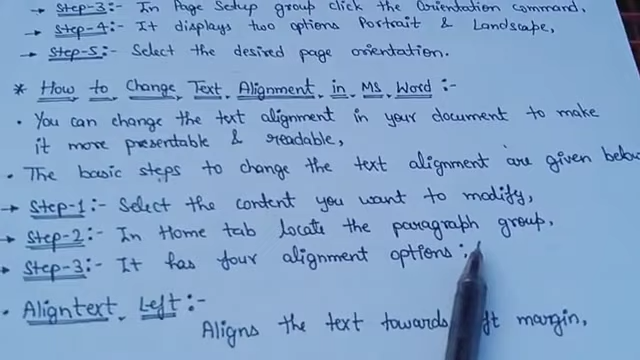 → Step-3:- In Page Setup group click the Orientation command.
→ Step-4:- It displays two options Portrait & Landscape,
→ Step-5:- Select the desired page orientation.
* How to Change Text Alignment in MS Word:-
• You can change the text alignment in your document to make
it more presentable & readable,
• The basic steps to change the text alignment are given below
→ Step-1:- Select the content you want to modify,
→ Step-2:- In Home tab locate the paragraph group,
→ Step-3:- It has four alignment options:
• Aligntext Left:-
Aligns the text towards margin,